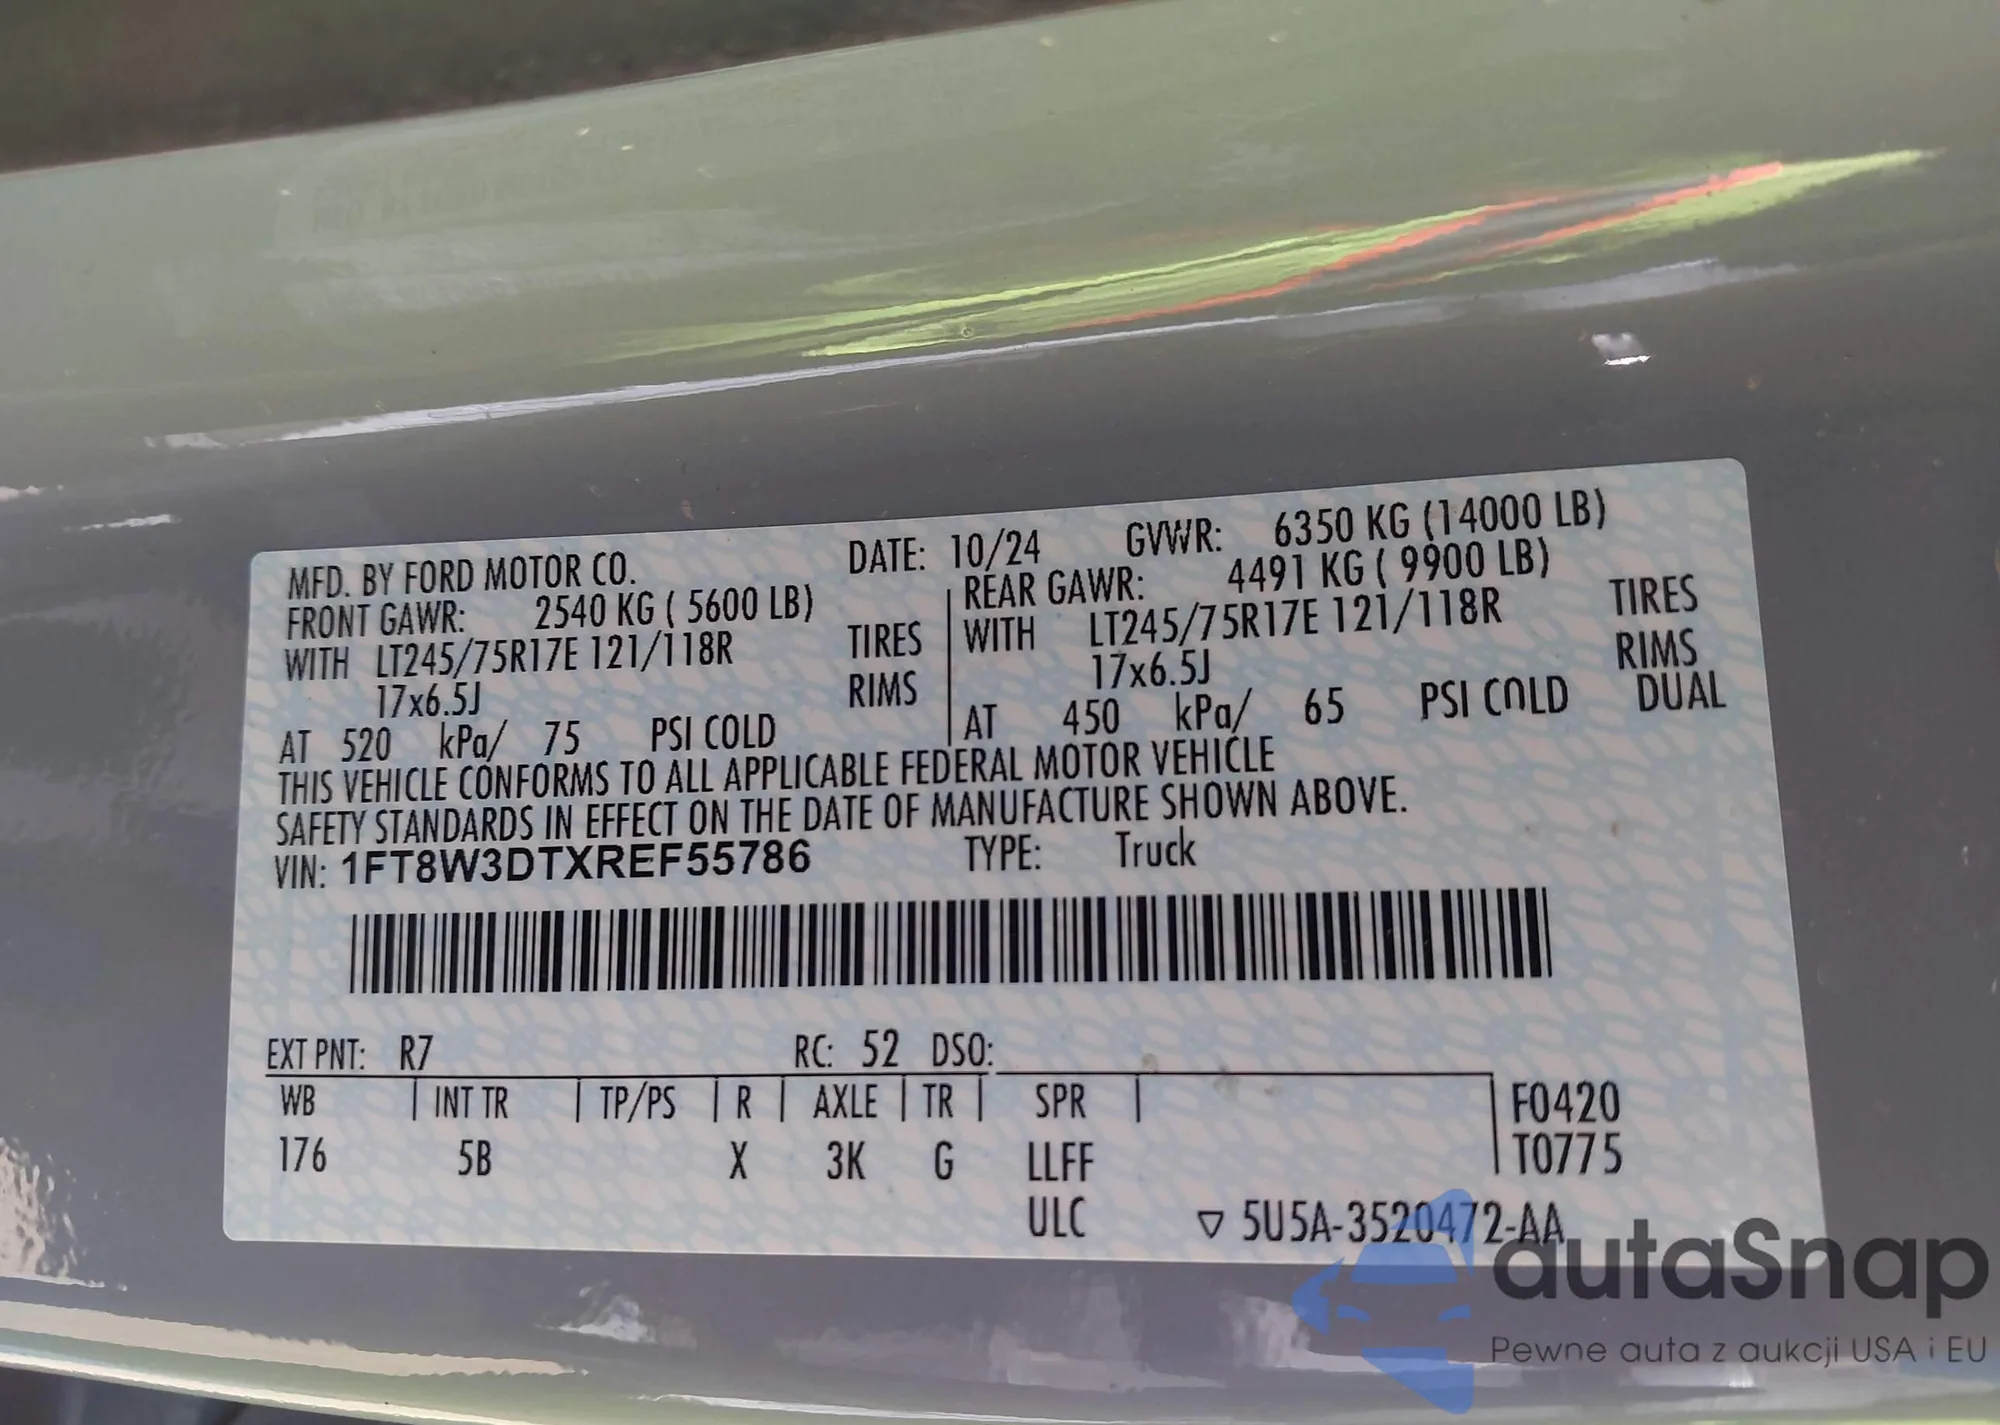 MFD. BY FORD MOTOR CO. DATE: 10/24 GVWR: 6350 KG (14000 LB)
FRONT GAWR: 2540 KG ( 5600 LB) REAR GAWR: 4491 KG ( 9900 LB)
WITH LT245/75R17E 121/118R TIRES WITH LT245/75R17E 121/118R TIRES
17x6.5J RIMS 17x6.5J RIMS
AT 520 kPa/ 75 PSI COLD AT 450 kPa/ 65 PSI COLD DUAL
THIS VEHICLE CONFORMS TO ALL APPLICABLE FEDERAL MOTOR VEHICLE
SAFETY STANDARDS IN EFFECT ON THE DATE OF MANUFACTURE SHOWN ABOVE.
VIN: 1FT8W3DTXREF55786 TYPE: Truck
EXT PNT: R7 RC: 52 DSO:
WB INT TR TP/PS R AXLE TR SPR F0420
176 5B X 3K G LLFF T0775
ULC ▽ 5U5A-3520472-AA
autaSnap
Pewne auta z aukcji USA i EU